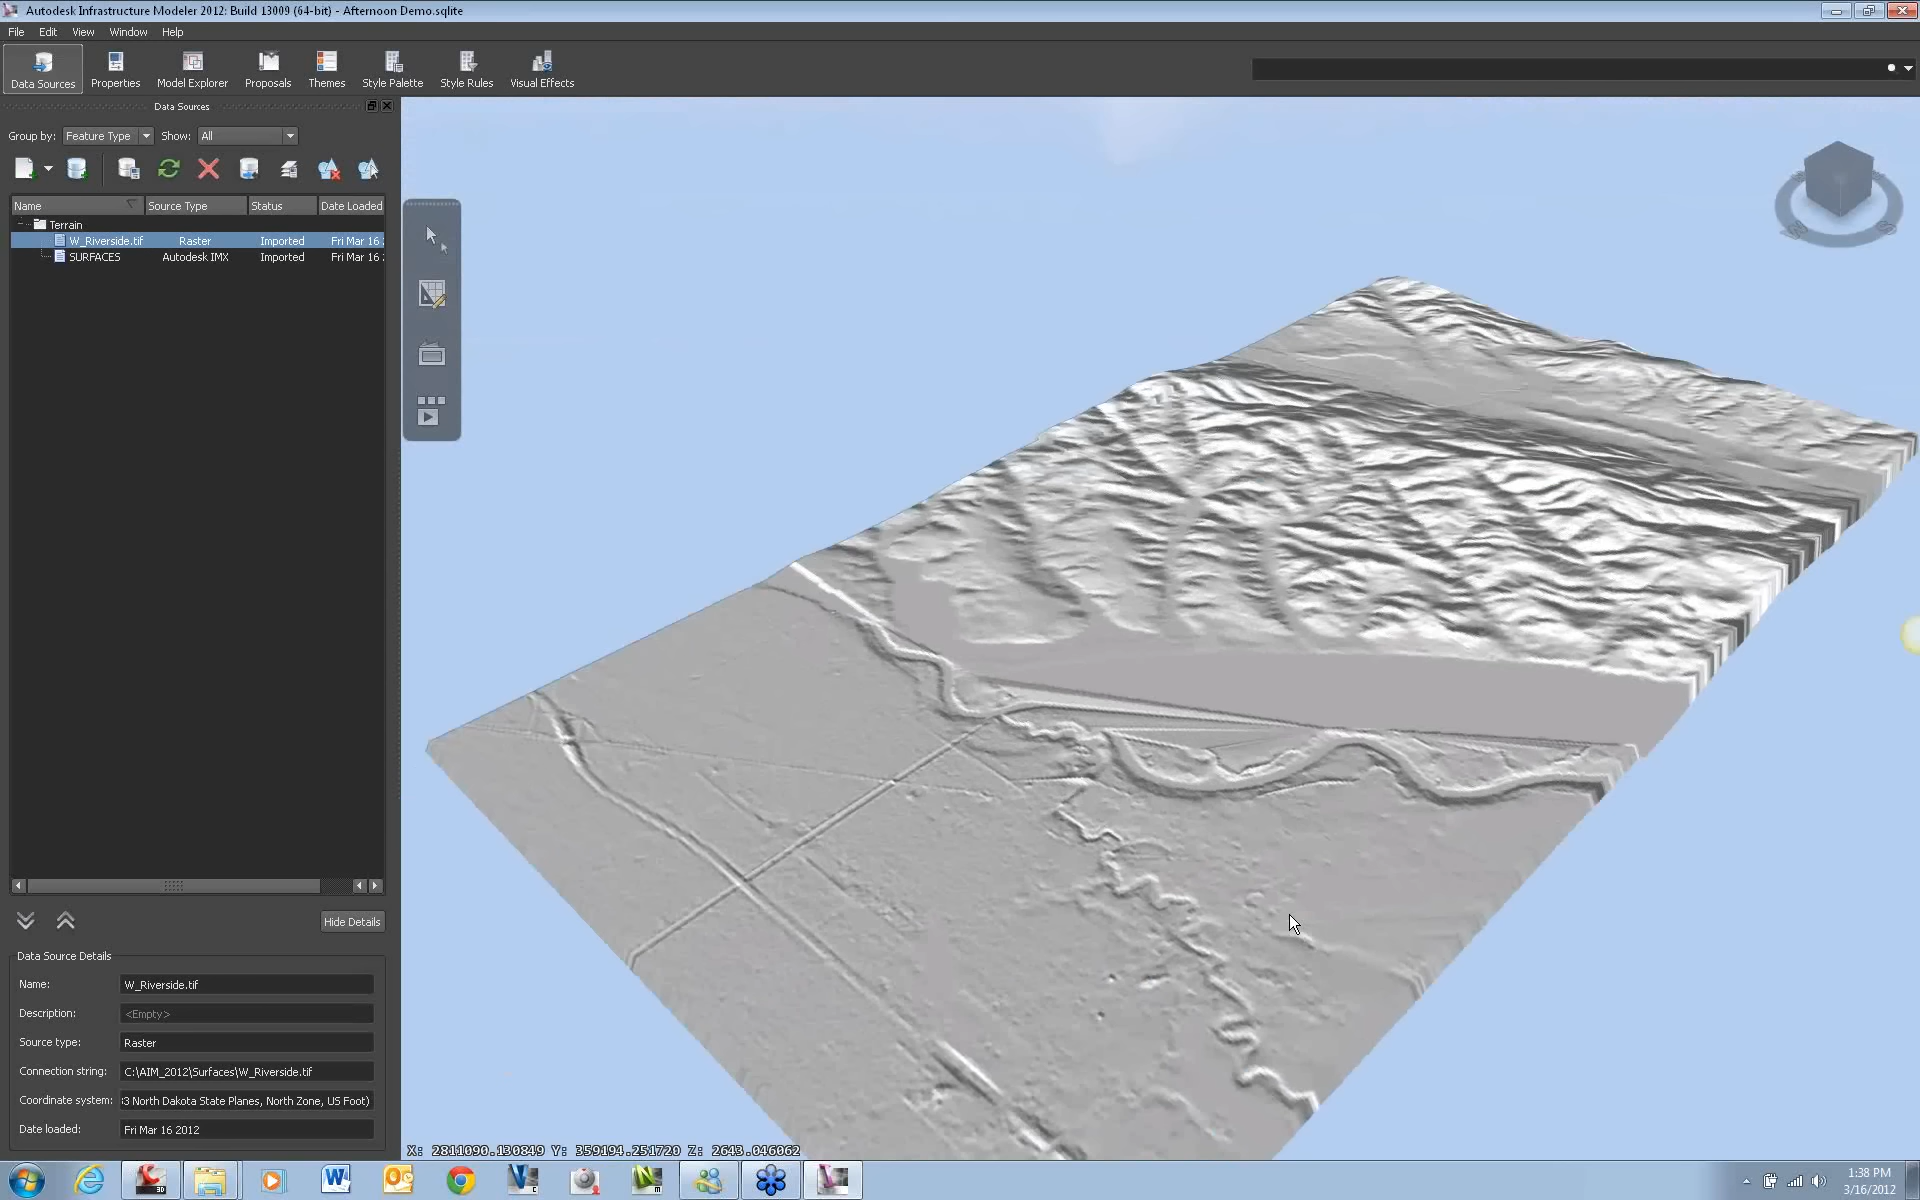 Autodesk Infrastructure Modeler 2012: Build 13009 (64-bit) - Afternoon Demo.sqlite
File Edit View Window Help
Data Sources Properties Model Explorer Proposals Themes Style Palette Style Rules Visual Effects
Data Sources
Group by: Feature Type Show: All
Name Source Type Status Date Loaded
Terrain
W_Riverside.tif Raster Imported Fri Mar 16
SURFACES Autodesk IMX Imported Fri Mar 16
Hide Details
Data Source Details
Name: W_Riverside.tif
Description: <Empty>
Source type: Raster
Connection string: C:\AIM_2012\Surfaces\W_Riverside.tif
Coordinate system: 3 North Dakota State Planes, North Zone, US Foot)
Date loaded: Fri Mar 16 2012
X: 2811090.130849 Y: 359194.251720 Z: 2643.046062
1:38 PM
3/16/2012